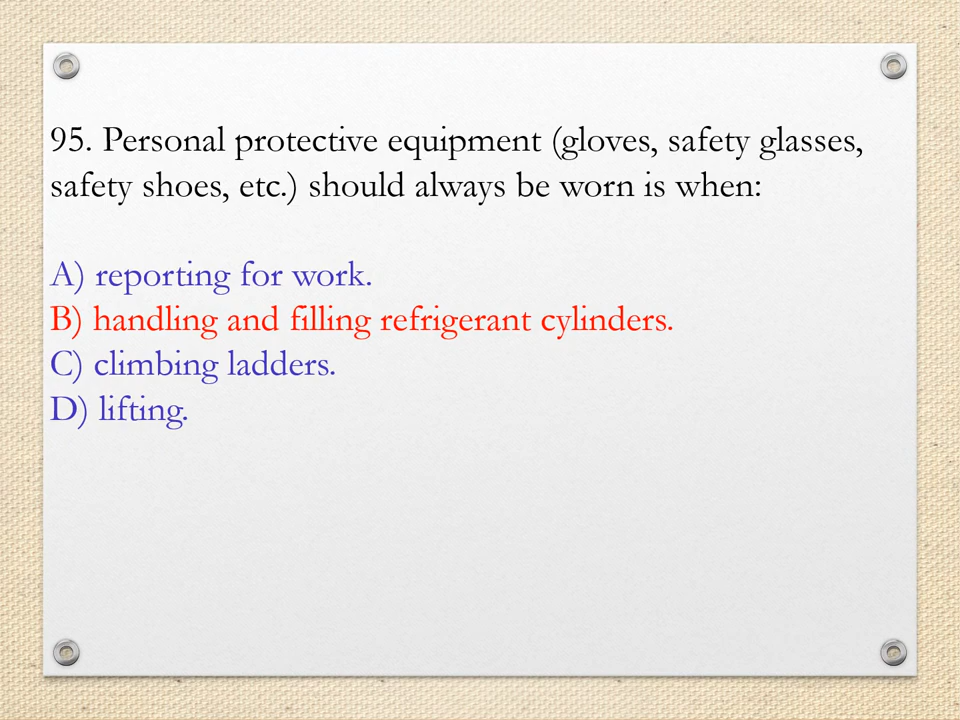 95. Personal protective equipment (gloves, safety glasses,
safety shoes, etc.) should always be worn is when:
A) reporting for work.
B) handling and filling refrigerant cylinders.
C) climbing ladders.
D) lifting.